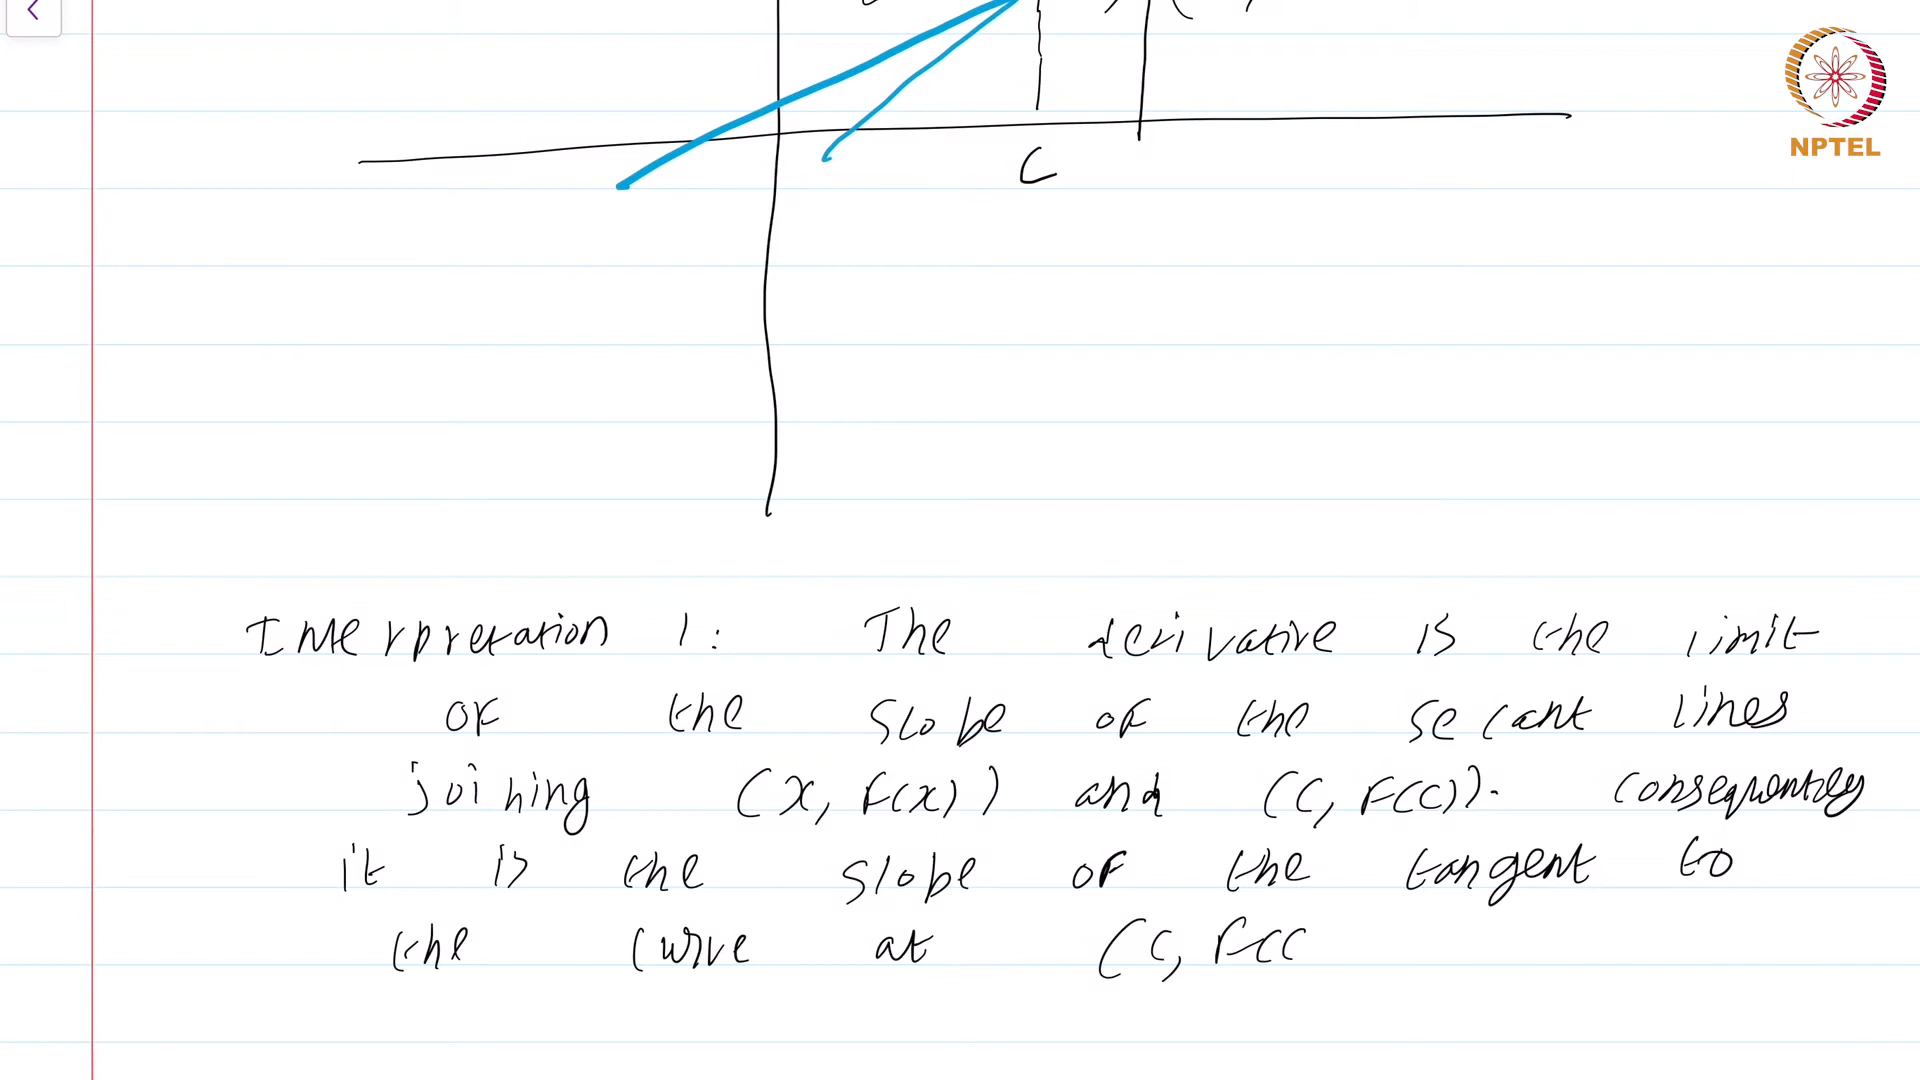 NPTEL
C
Interpretation 1: The derivative is the limit
of the slope of the secant lines
joining (x, F(x)) and (c, F(c)). consequently
it is the slope of the tangent to
the curve at (c, F(c